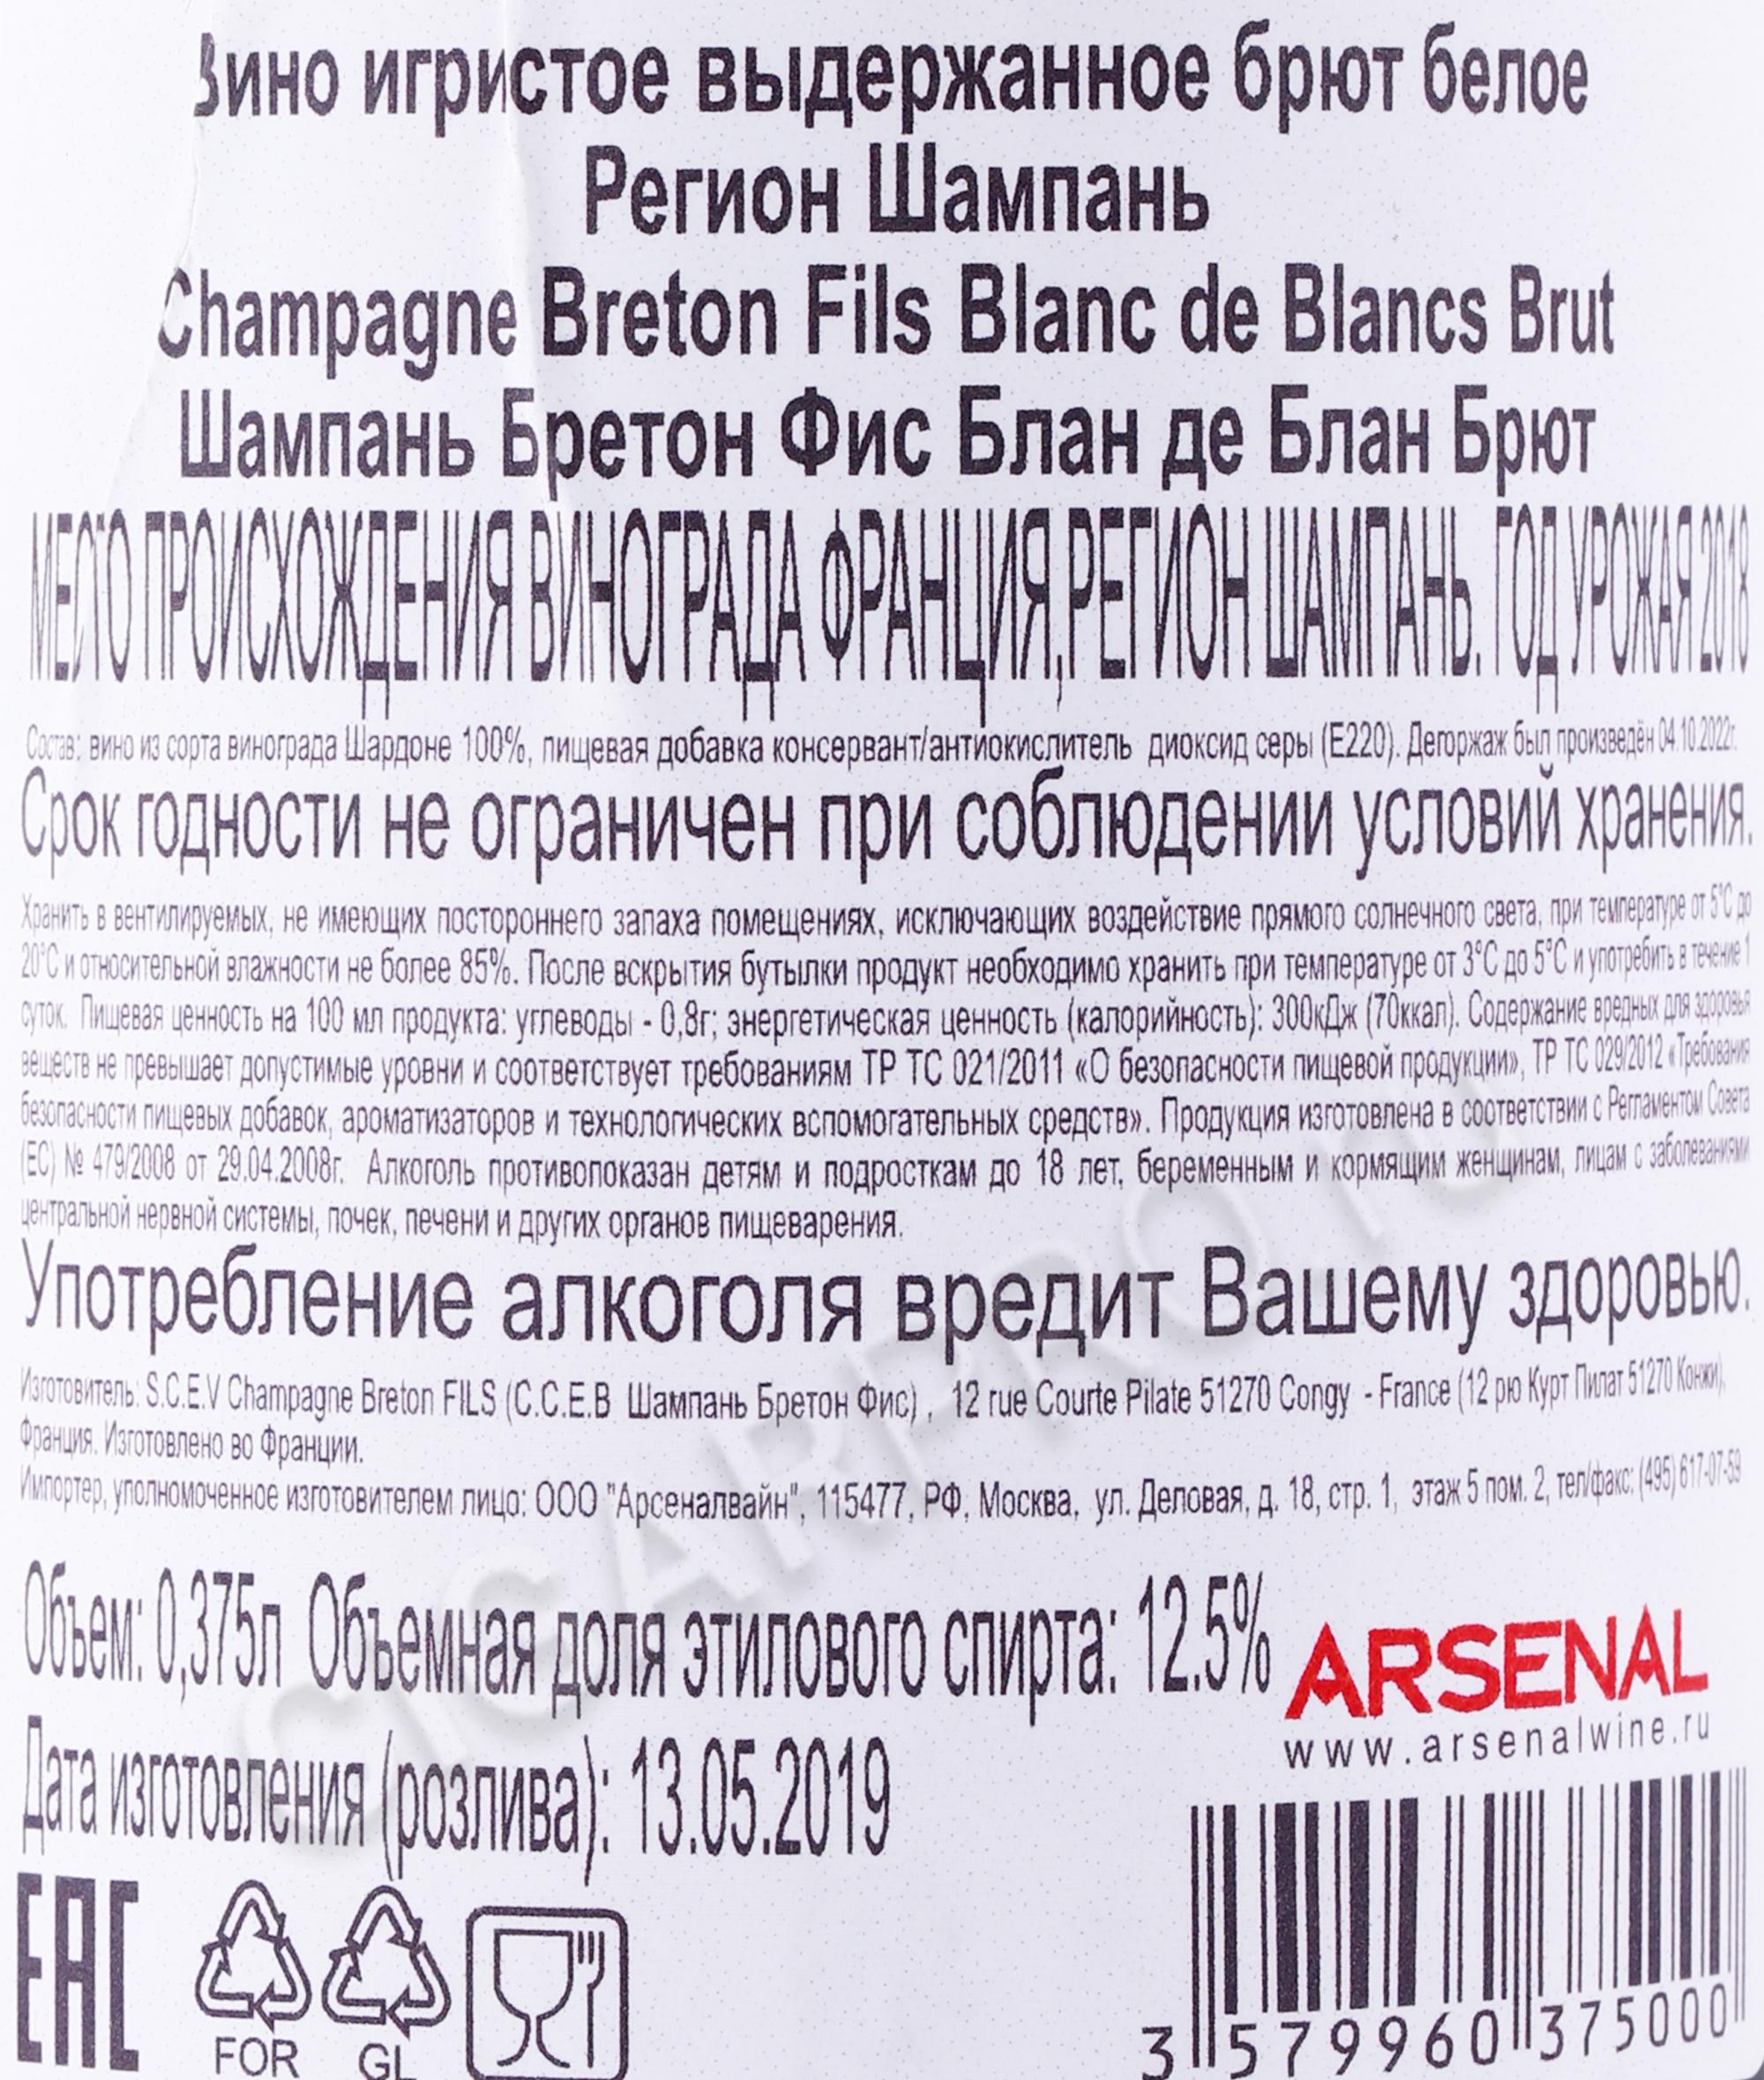 Вино игристое выдержанное брют белое
Регион Шампань
Champagne Breton Fils Blanc de Blancs Brut
Шампань Бретон Фис Блан де Блан Брют
МЕСТО ПРОИСХОЖДЕНИЯ ВИНОГРАДА ФРАНЦИЯ,РЕГИОН ШАМПАНЬ. ГОД УРОЖАЯ 2018
Состав: вино из сорта винограда Шардоне 100%, пищевая добавка консервант/антиокислитель диоксид серы (Е220). Дегоржаж был произведён 04.10.2022г.
Срок годности не ограничен при соблюдении условий хранения.
Хранить в вентилируемых, не имеющих постороннего запаха помещениях, исключающих воздействие прямого солнечного света, при температуре от 5°С до
20°С и относительной влажности не более 85%. После вскрытия бутылки продукт необходимо хранить при температуре от 3°С до 5°С и употребить в течение 1
суток. Пищевая ценность на 100 мл продукта: углеводы - 0,8г; энергетическая ценность (калорийность): 300кДж (70ккал). Содержание вредных для здоровья
веществ не превышает допустимые уровни и соответствует требованиям ТР ТС 021/2011 «О безопасности пищевой продукции», ТР ТС 029/2012 «Требования
безопасности пищевых добавок, ароматизаторов и технологических вспомогательных средств». Продукция изготовлена в соответствии с Регламентом Совета
(ЕС) № 479/2008 от 29.04.2008г. Алкоголь противопоказан детям и подросткам до 18 лет, беременным и кормящим женщинам, лицам с заболеваниями
центральной нервной системы, почек, печени и других органов пищеварения.
Употребление алкоголя вредит Вашему здоровью.
Изготовитель: S.C.E.V Champagne Breton FILS (С.С.Е.В Шампань Бретон Фис) , 12 rue Courte Pilate 51270 Congy - France (12 рю Курт Пилат 51270 Конжи),
Франция. Изготовлено во Франции.
Импортер, уполномоченное изготовителем лицо: ООО "Арсеналвайн", 115477, РФ, Москва, ул. Деловая, д. 18, стр. 1, этаж 5 пом. 2, тел/факс: (495) 617-07-59
Объем: 0,375л Объемная доля этилового спирта: 12.5%
ARSENAL
www.arsenalwine.ru
Дата изготовления (розлива): 13.05.2019
ЕАС
FOR GL
3 579960 375000
CIGARPRO.ru